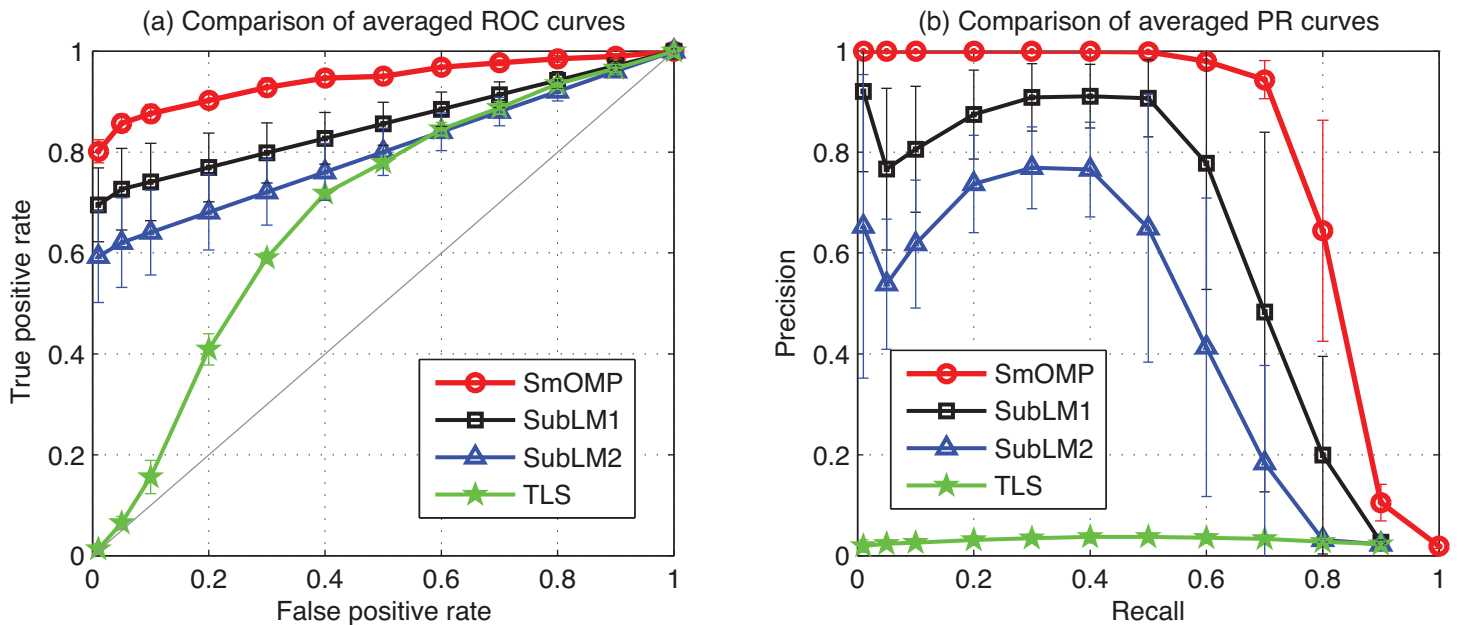 (a) Comparison of averaged ROC curves
True positive rate
1
0.8
0.6
0.4
0.2
0
0 0.2 0.4 0.6 0.8 1
False positive rate
SmOMP
SubLM1
SubLM2
TLS
(b) Comparison of averaged PR curves
Precision
1
0.8
0.6
0.4
0.2
0
0 0.2 0.4 0.6 0.8 1
Recall
SmOMP
SubLM1
SubLM2
TLS